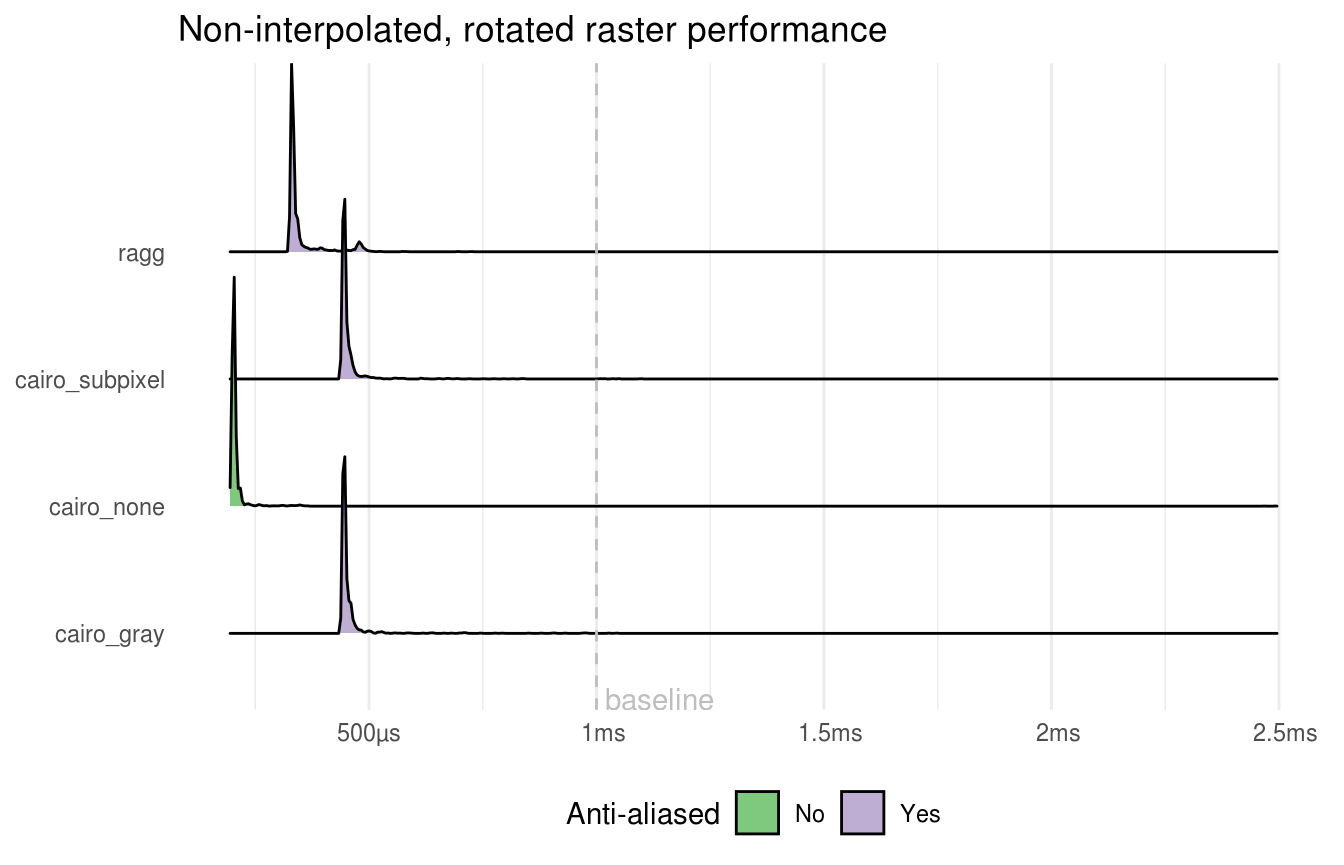 Non-interpolated, rotated raster performance
ragg
cairo_subpixel
cairo_none
cairo_gray
baseline
500µs 1ms 1.5ms 2ms 2.5ms
Anti-aliased No Yes